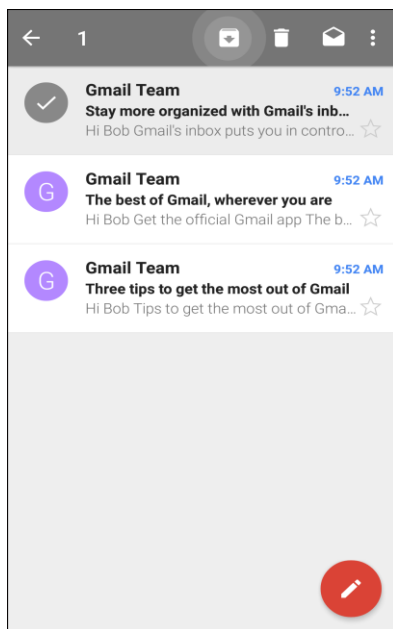 1
Gmail Team 9:52 AM
Stay more organized with Gmail's inb...
Hi Bob Gmail's inbox puts you in contro...
G
Gmail Team 9:52 AM
The best of Gmail, wherever you are
Hi Bob Get the official Gmail app The b...
G
Gmail Team 9:52 AM
Three tips to get the most out of Gmail
Hi Bob Tips to get the most out of Gma...